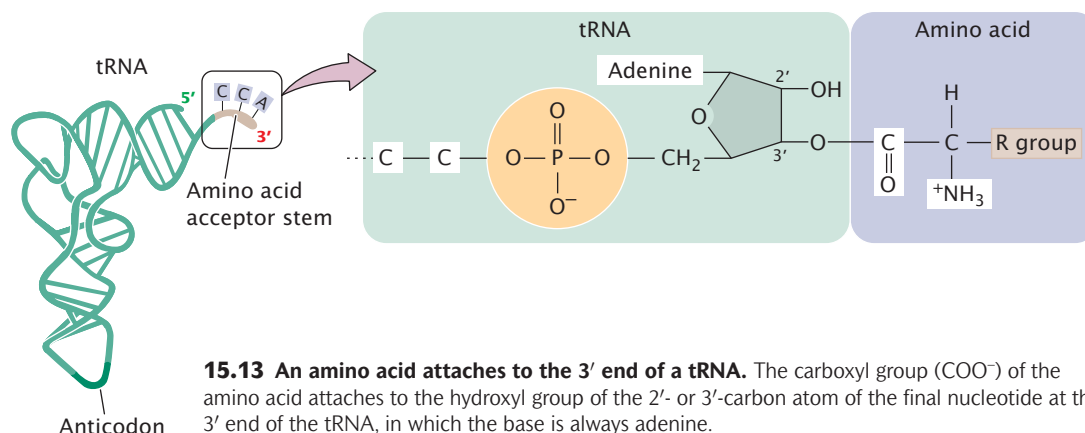 tRNA
Amino acid
tRNA
5′
C C A
3′
Amino acid
acceptor stem
Adenine
2′
OH
O
3′
C C O P O CH2 O C C R group
O
O−
O
H
+NH3
Anticodon
15.13 An amino acid attaches to the 3′ end of a tRNA. The carboxyl group (COO−) of the
amino acid attaches to the hydroxyl group of the 2′- or 3′-carbon atom of the final nucleotide at
3′ end of the tRNA, in which the base is always adenine.